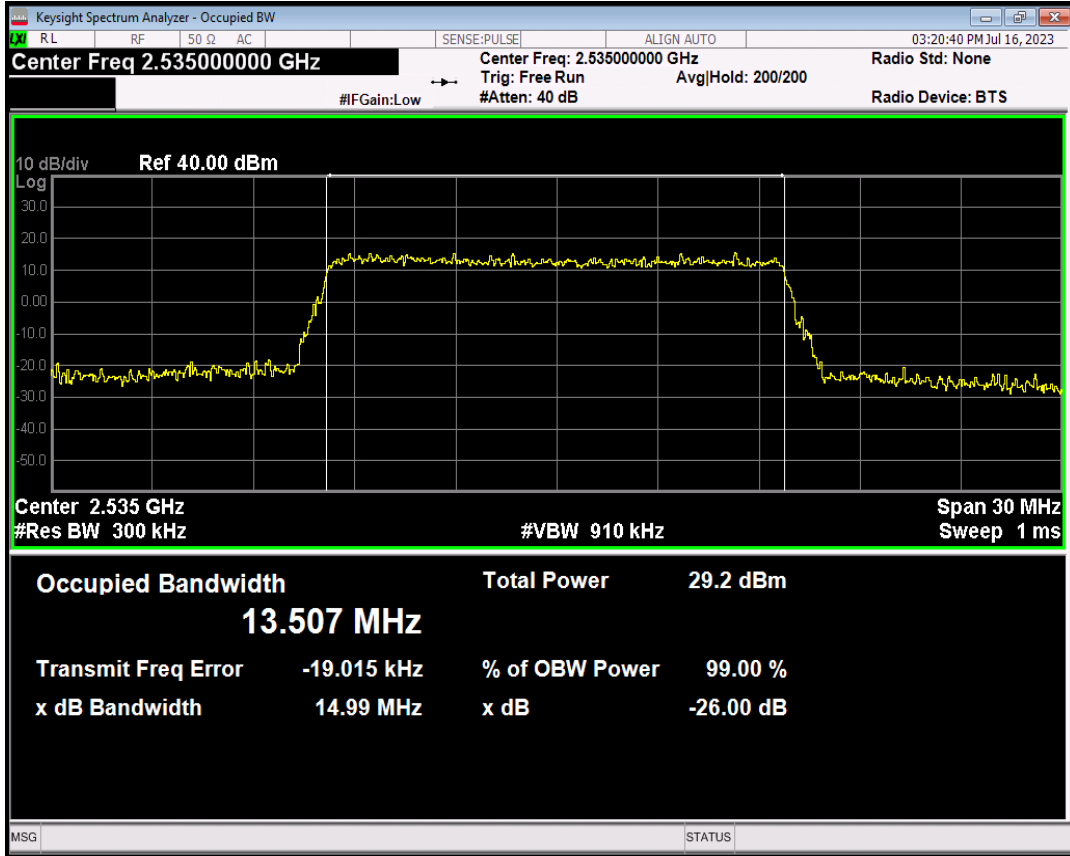 Keysight Spectrum Analyzer - Occupied BW
LXI RL RF 50 Ω AC SENSE:PULSE ALIGN AUTO 03:20:40 PM Jul 16, 2023
Center Freq 2.535000000 GHz
Center Freq: 2.535000000 GHz
Radio Std: None
Trig: Free Run Avg|Hold: 200/200
#IFGain:Low #Atten: 40 dB Radio Device: BTS
10 dB/div Ref 40.00 dBm
Log
30.0
20.0
10.0
0.00
-10.0
-20.0
-30.0
-40.0
-50.0
Center 2.535 GHz Span 30 MHz
#Res BW 300 kHz #VBW 910 kHz Sweep 1 ms
Occupied Bandwidth Total Power 29.2 dBm
13.507 MHz
Transmit Freq Error -19.015 kHz % of OBW Power 99.00 %
x dB Bandwidth 14.99 MHz x dB -26.00 dB
MSG STATUS